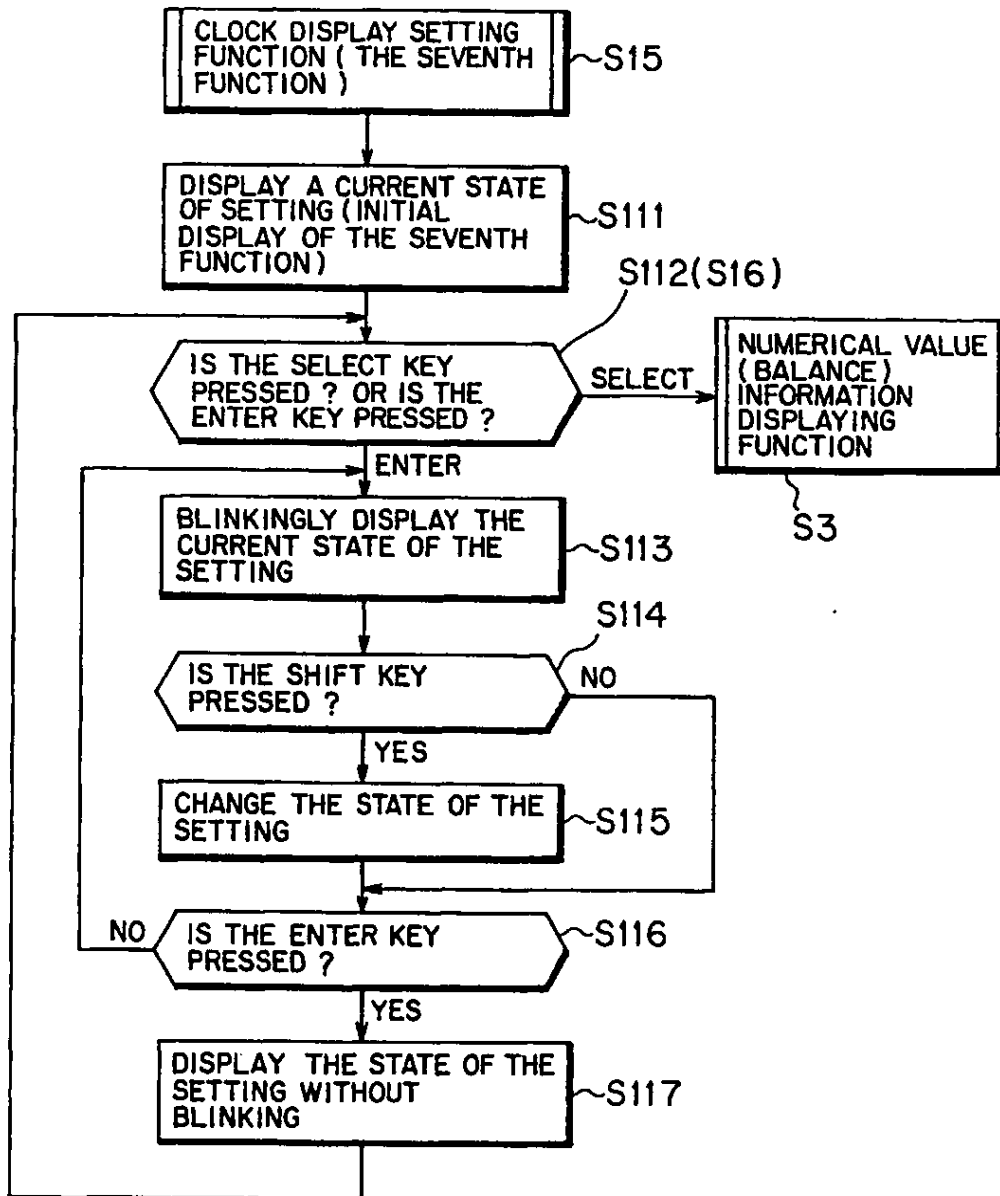 CLOCK DISPLAY SETTING
FUNCTION ( THE SEVENTH
FUNCTION )
S15
DISPLAY A CURRENT STATE
OF SETTING (INITIAL
DISPLAY OF THE SEVENTH
FUNCTION)
S111
S112(S16)
IS THE SELECT KEY
PRESSED ? OR IS THE
ENTER KEY PRESSED ?
SELECT
NUMERICAL VALUE
(BALANCE)
INFORMATION
DISPLAYING
FUNCTION
S3
ENTER
BLINKINGLY DISPLAY THE
CURRENT STATE OF THE
SETTING
S113
S114
IS THE SHIFT KEY
PRESSED ?
NO
YES
CHANGE THE STATE OF THE
SETTING
S115
NO
IS THE ENTER KEY
PRESSED ?
S116
YES
DISPLAY THE STATE OF THE
SETTING WITHOUT
BLINKING
S117